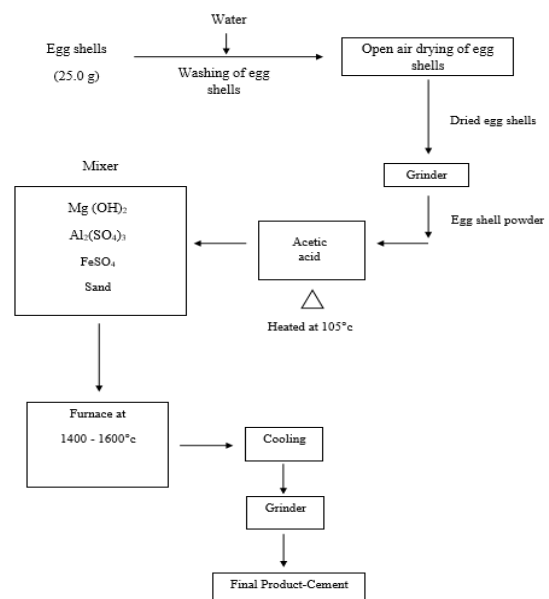 Water
Egg shells
(25.0 g)
Washing of egg
shells
Open air drying of egg
shells
Dried egg shells
Grinder
Egg shell powder
Acetic
acid
Heated at 105°c
Mixer
Mg (OH)₂
Al₂(SO₄)₃
FeSO₄
Sand
Furnace at
1400 - 1600°c
Cooling
Grinder
Final Product-Cement